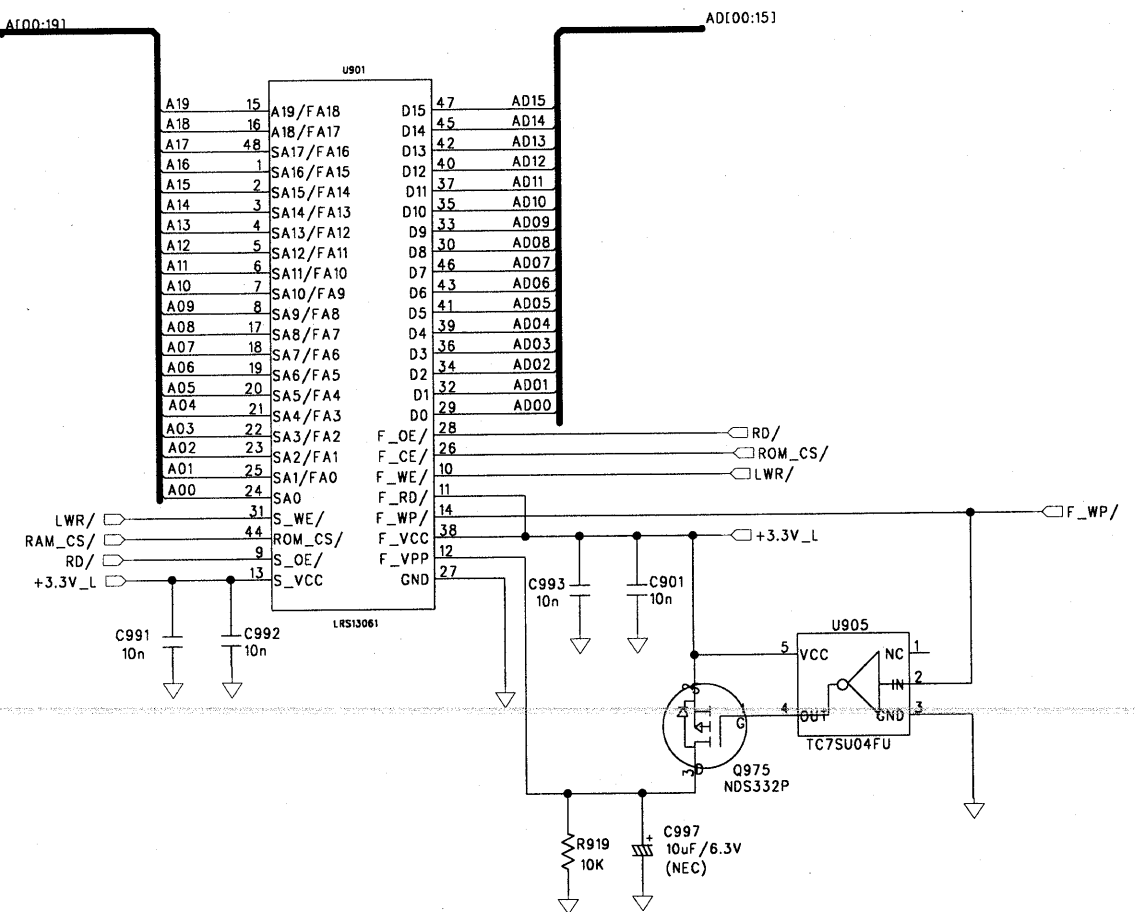 A[00:19]
AD[00:15]
U901
A19 15 A19/FA18 D15 47 AD15
A18 16 A18/FA17 D14 45 AD14
A17 48 SA17/FA16 D13 42 AD13
A16 1 SA16/FA15 D12 40 AD12
A15 2 SA15/FA14 D11 37 AD11
A14 3 SA14/FA13 D10 35 AD10
A13 4 SA13/FA12 D9 33 AD09
A12 5 SA12/FA11 D8 30 AD08
A11 6 SA11/FA10 D7 46 AD07
A10 7 SA10/FA9 D6 43 AD06
A09 8 SA9/FA8 D5 41 AD05
A08 17 SA8/FA7 D4 39 AD04
A07 18 SA7/FA6 D3 36 AD03
A06 19 SA6/FA5 D2 34 AD02
A05 20 SA5/FA4 D1 32 AD01
A04 21 SA4/FA3 D0 29 AD00
A03 22 SA3/FA2 F_OE/ 28 RD/
A02 23 SA2/FA1 F_CE/ 26 ROM_CS/
A01 25 SA1/FA0 F_WE/ 10 LWR/
A00 24 SA0 F_RD/ 11
LWR/ 31 S_WE/ F_WP/ 14 F_WP/
RAM_CS/ 44 ROM_CS/ F_VCC 38 +3.3V_L
RD/ 9 S_OE/ F_VPP 12
+3.3V_L 13 S_VCC GND 27
C993 10n
C901 10n
LRS13061
C991 10n
C992 10n
U905
5 VCC NC 1
IN 2
4 OUT GND 3
TC7SU04FU
2 S
1 G
3 D
Q975
NDS332P
R919
10K
+
C997
10uF/6.3V
(NEC)